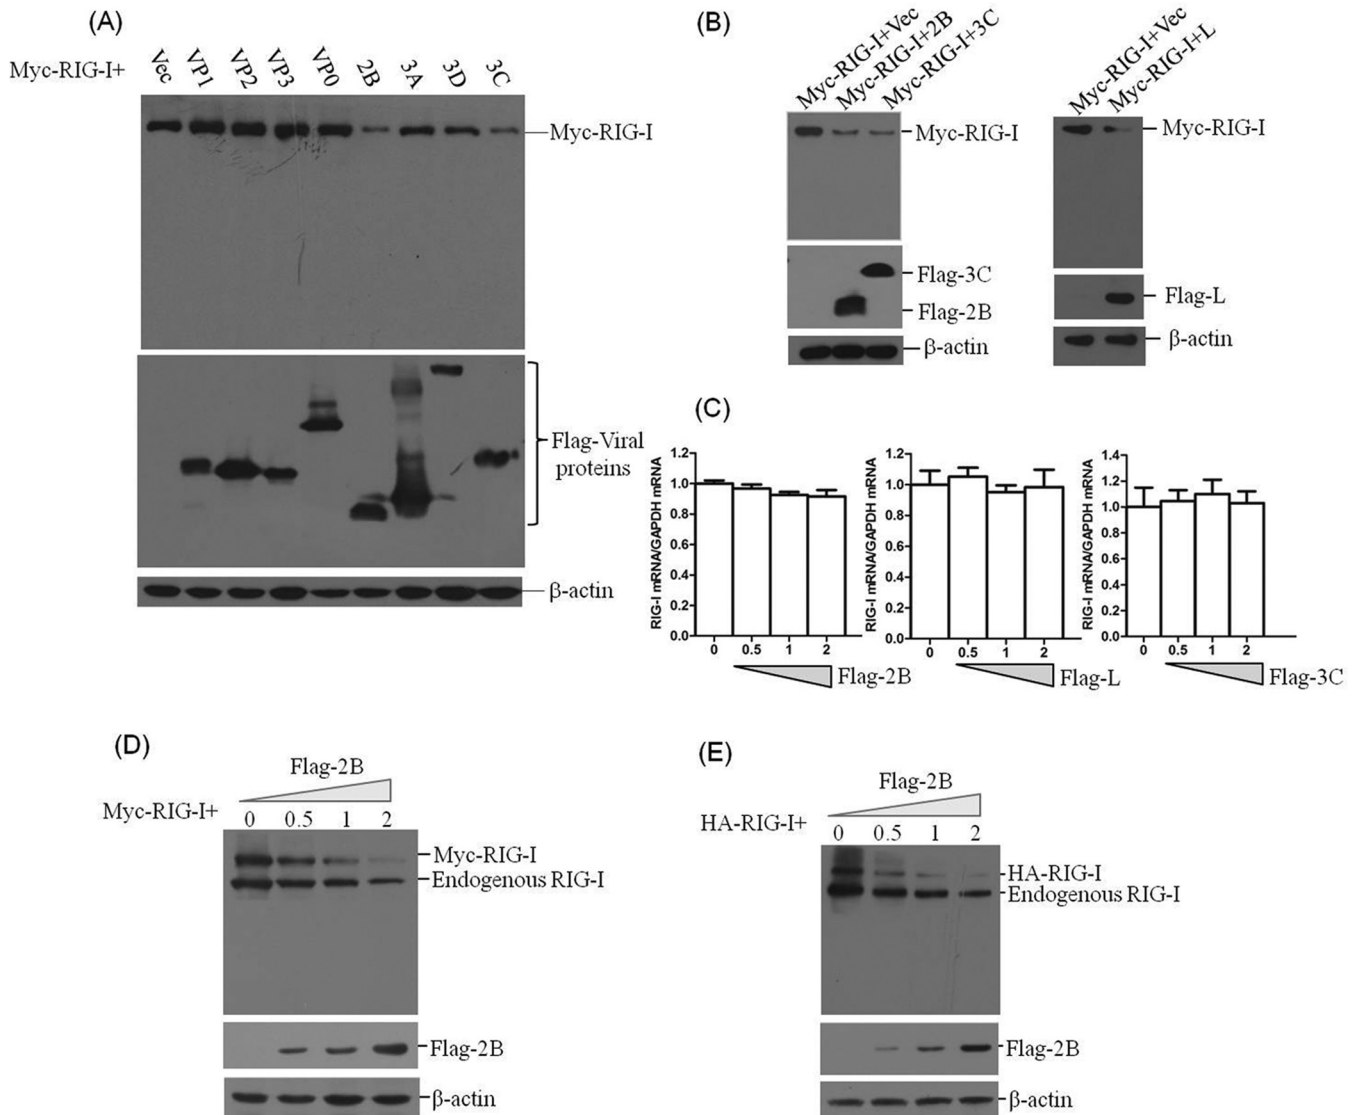 (A)
Myc-RIG-I+ Vec VP1 VP2 VP3 VP0 2B 3A 3D 3C
Myc-RIG-I
Flag-Viral
proteins
β-actin
(B)
Myc-RIG-I+Vec
Myc-RIG-I+2B
Myc-RIG-I+3C
Myc-RIG-I
Flag-3C
Flag-2B
β-actin
Myc-RIG-I+Vec
Myc-RIG-I+L
Myc-RIG-I
Flag-L
β-actin
(C)
RIG-I mRNA/GAPDH mRNA
1.2
1.0
0.8
0.6
0.4
0.2
0.0
0 0.5 1 2
Flag-2B
RIG-I mRNA/GAPDH mRNA
1.2
1.0
0.8
0.6
0.4
0.2
0.0
0 0.5 1 2
Flag-L
RIG-I mRNA/GAPDH mRNA
1.4
1.2
1.0
0.8
0.6
0.4
0.2
0.0
0 0.5 1 2
Flag-3C
(D)
Flag-2B
Myc-RIG-I+ 0 0.5 1 2
Myc-RIG-I
Endogenous RIG-I
Flag-2B
β-actin
(E)
Flag-2B
HA-RIG-I+ 0 0.5 1 2
HA-RIG-I
Endogenous RIG-I
Flag-2B
β-actin